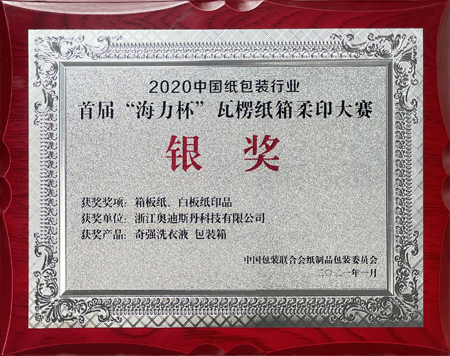 2020中国纸包装行业
首届“海力杯”瓦楞纸箱柔印大赛
银奖
获奖奖项：箱板纸、白板纸印品
获奖单位：浙江奥迪斯丹科技有限公司
获奖产品：奇强洗衣液 包装箱
中国包装联合会纸制品包装委员会
二〇二一年一月